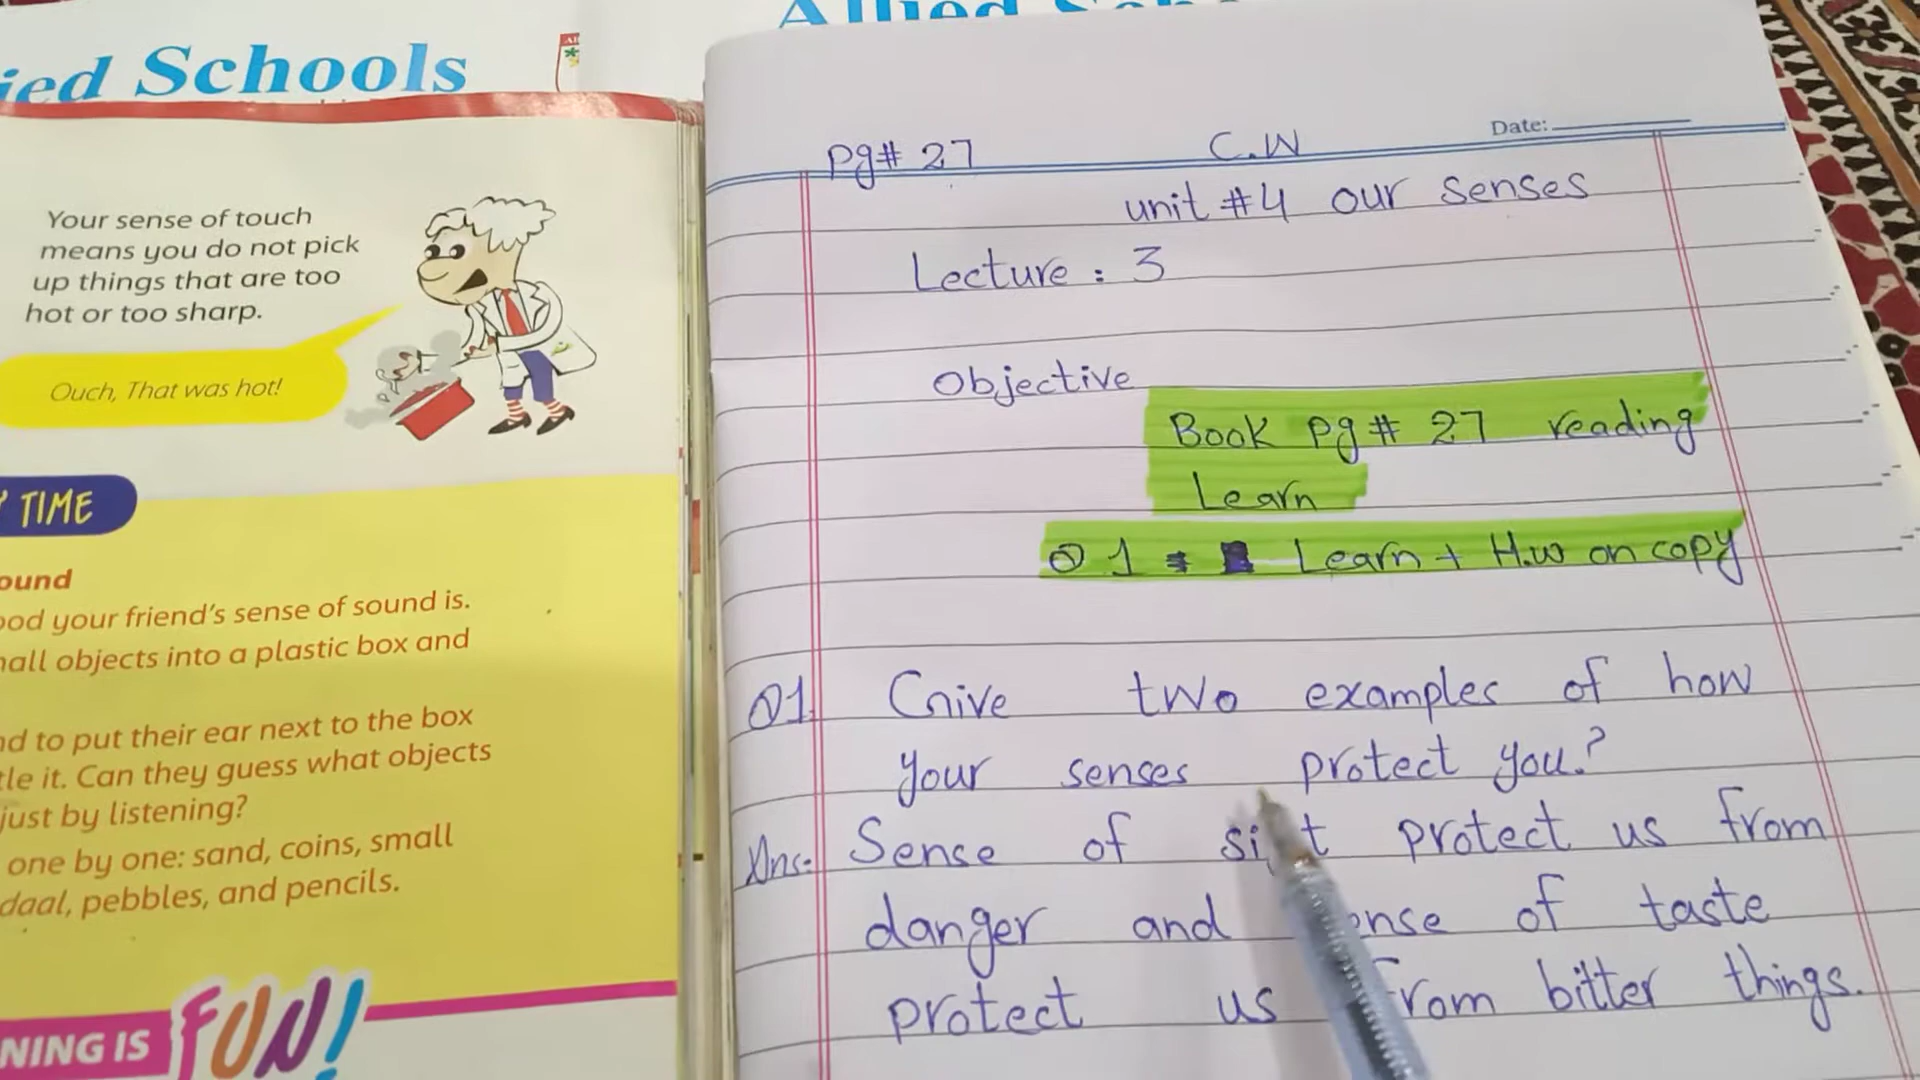 Allied
ied Schools
Your sense of touch
means you do not pick
up things that are too
hot or too sharp.
Ouch, That was hot!
TIME
ound
ood your friend's sense of sound is.
mall objects into a plastic box and
nd to put their ear next to the box
tle it. Can they guess what objects
just by listening?
one by one: sand, coins, small
daal, pebbles, and pencils.
NING IS FUN!
Date:
Pg# 27 C.W
unit #4 our senses
Lecture : 3
Objective
Book pg# 27 reading
Learn
Q 1 Learn + H.w on copy
Q1 Give two examples of how
your senses protect you?
Ans: Sense of protect us from
danger and of taste
protect us From bitter things.